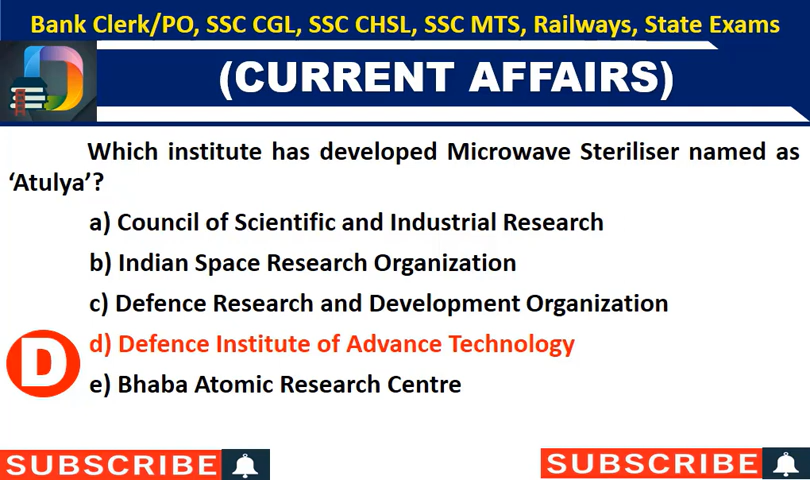 Bank Clerk/PO, SSC CGL, SSC CHSL, SSC MTS, Railways, State Exams
(CURRENT AFFAIRS)
Which institute has developed Microwave Steriliser named as
‘Atulya’?
a) Council of Scientific and Industrial Research
b) Indian Space Research Organization
c) Defence Research and Development Organization
D
d) Defence Institute of Advance Technology
e) Bhaba Atomic Research Centre
SUBSCRIBE
SUBSCRIBE